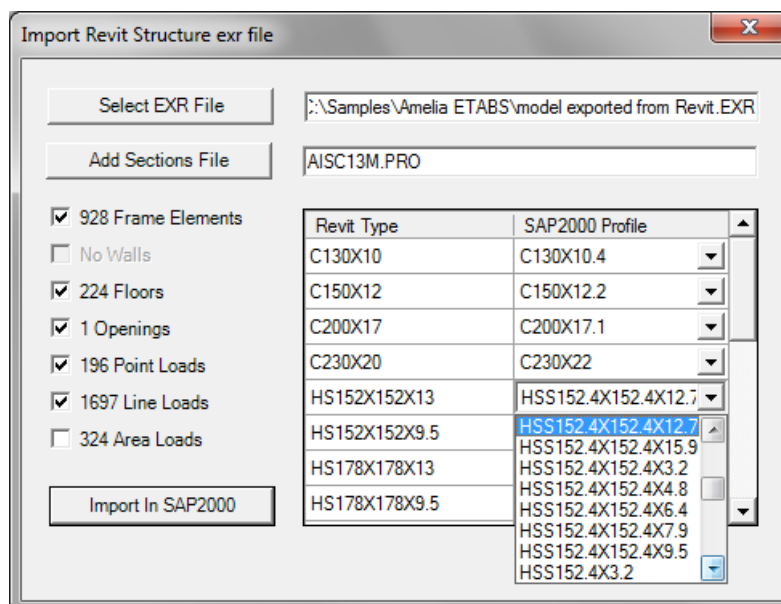 Import Revit Structure exr file
Select EXR File
C:\Samples\Amelia ETABS\model exported from Revit.EXR
Add Sections File
AISC13M.PRO
928 Frame Elements
No Walls
224 Floors
1 Openings
196 Point Loads
1697 Line Loads
324 Area Loads
Import In SAP2000
Revit Type SAP2000 Profile
C130X10 C130X10.4
C150X12 C150X12.2
C200X17 C200X17.1
C230X20 C230X22
HS152X152X13 HSS152.4X152.4X12.7
HS152X152X9.5
HS178X178X13
HS178X178X9.5
HSS152.4X152.4X12.7
HSS152.4X152.4X15.9
HSS152.4X152.4X3.2
HSS152.4X152.4X4.8
HSS152.4X152.4X6.4
HSS152.4X152.4X7.9
HSS152.4X152.4X9.5
HSS152.4X3.2